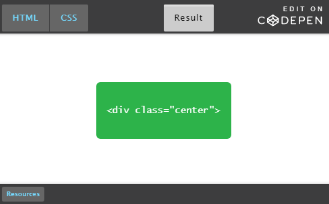 HTML CSS Result EDIT ON
CODEPEN
<div class="center">
Resources